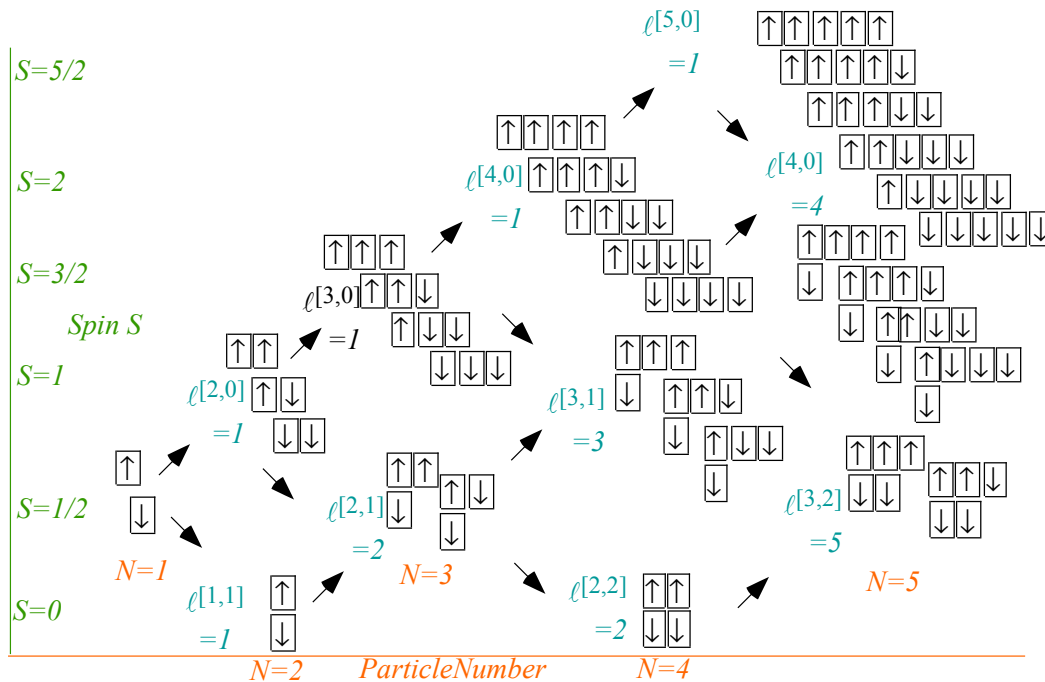 ℓ[5,0]
=1
↑ ↑ ↑ ↑ ↑
↑ ↑ ↑ ↑ ↓
↑ ↑ ↑ ↓ ↓
↑ ↑ ↓ ↓ ↓
↑ ↓ ↓ ↓ ↓
↓ ↓ ↓ ↓ ↓
S=5/2
ℓ[4,0]
=1
↑ ↑ ↑ ↑
↑ ↑ ↑ ↓
↑ ↑ ↓ ↓
↑ ↓ ↓ ↓
↓ ↓ ↓ ↓
ℓ[4,0]
=4
↑ ↑ ↑ ↑
↓
↑ ↑ ↑ ↓
↓
↑ ↑ ↓ ↓
↓
↑ ↓ ↓ ↓
↓
S=2
S=3/2
ℓ[3,0]
=1
↑ ↑ ↑
↑ ↑ ↓
↑ ↓ ↓
↓ ↓ ↓
Spin S
S=1
ℓ[2,0]
=1
↑ ↑
↑ ↓
↓ ↓
ℓ[3,1]
=3
↑ ↑ ↑
↓
↑ ↑ ↓
↓
↑ ↓ ↓
↓
S=1/2
↑
↓
N=1
ℓ[2,1]
=2
↑ ↑
↓
↑ ↓
↓
N=3
ℓ[3,2]
=5
↑ ↑ ↑
↓ ↓
↑ ↑ ↓
↓ ↓
N=5
S=0
ℓ[1,1]
=1
↑
↓
ℓ[2,2]
=2
↑ ↑
↓ ↓
N=2
ParticleNumber
N=4